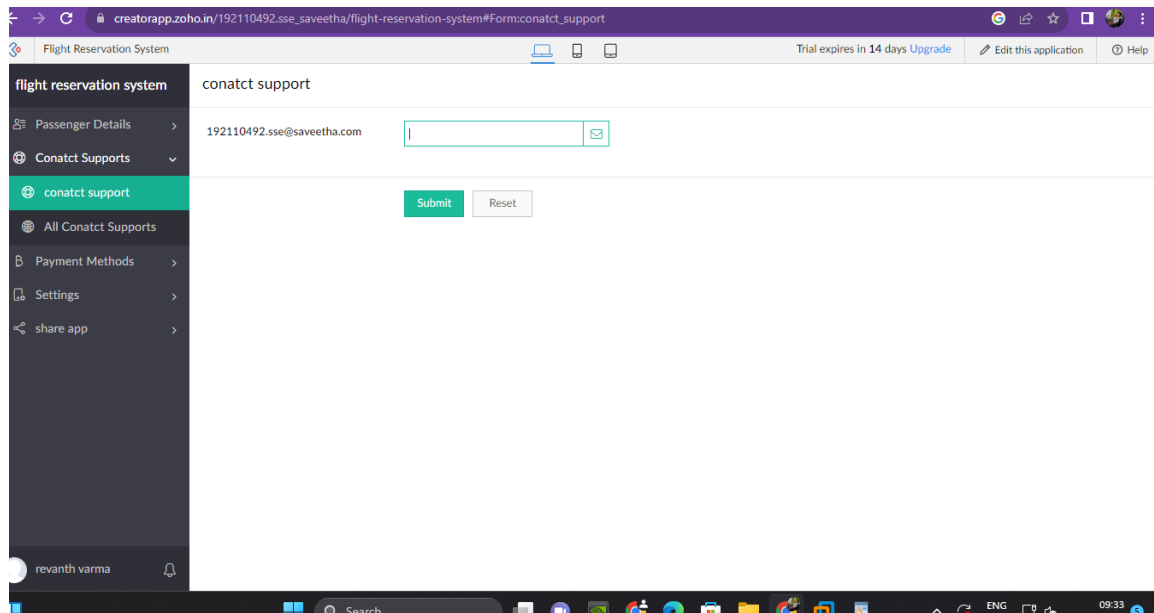 creatorapp.zoho.in/192110492.sse_saveetha/flight-reservation-system#Form:conatct_support
Flight Reservation System
Trial expires in 14 days Upgrade
Edit this application
Help
flight reservation system
Passenger Details
Conatct Supports
conatct support
All Conatct Supports
Payment Methods
Settings
share app
revanth varma
conatct support
192110492.sse@saveetha.com
Submit
Reset
Search
ENG
09:33
5